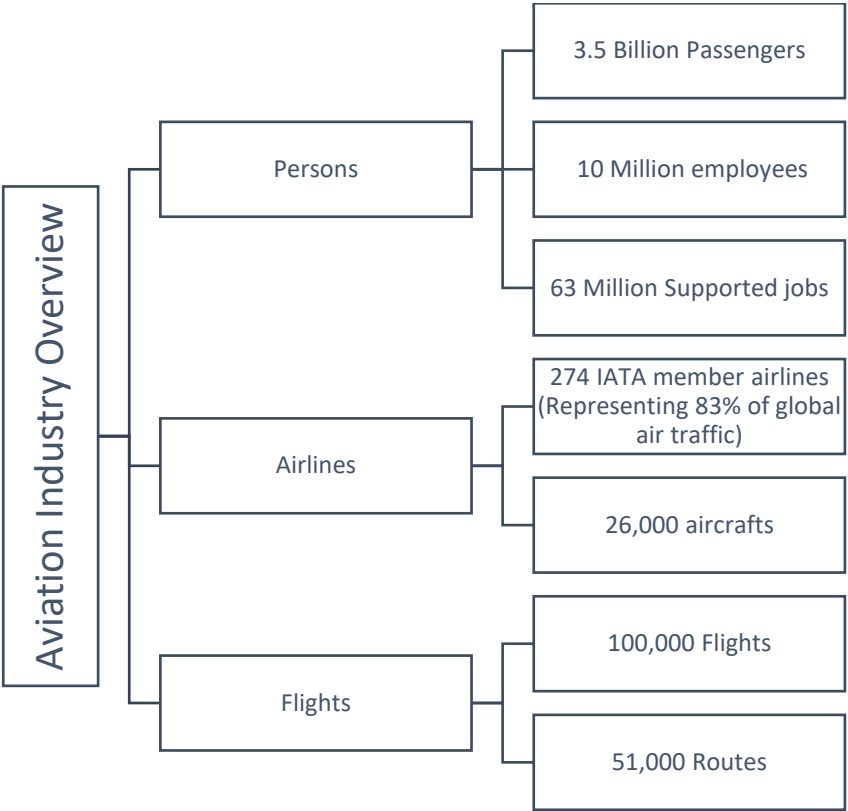 Aviation Industry Overview
Persons
3.5 Billion Passengers
10 Million employees
63 Million Supported jobs
Airlines
274 IATA member airlines
(Representing 83% of global
air traffic)
26,000 aircrafts
Flights
100,000 Flights
51,000 Routes